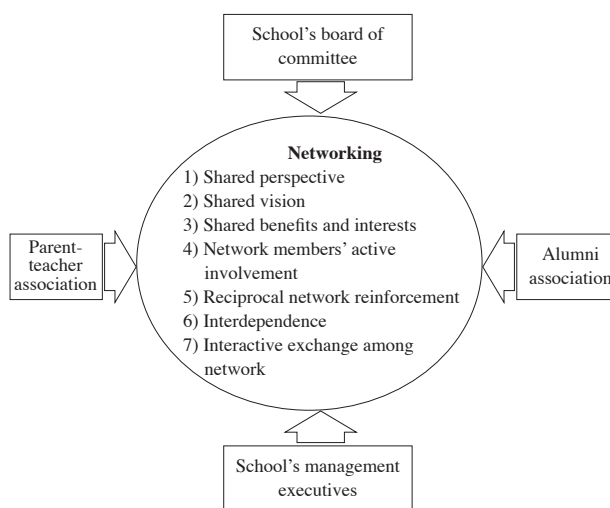 School's board of
committee
Networking
1) Shared perspective
2) Shared vision
3) Shared benefits and interests
4) Network members' active
involvement
5) Reciprocal network reinforcement
6) Interdependence
7) Interactive exchange among
network
Parent-
teacher
association
Alumni
association
School's management
executives